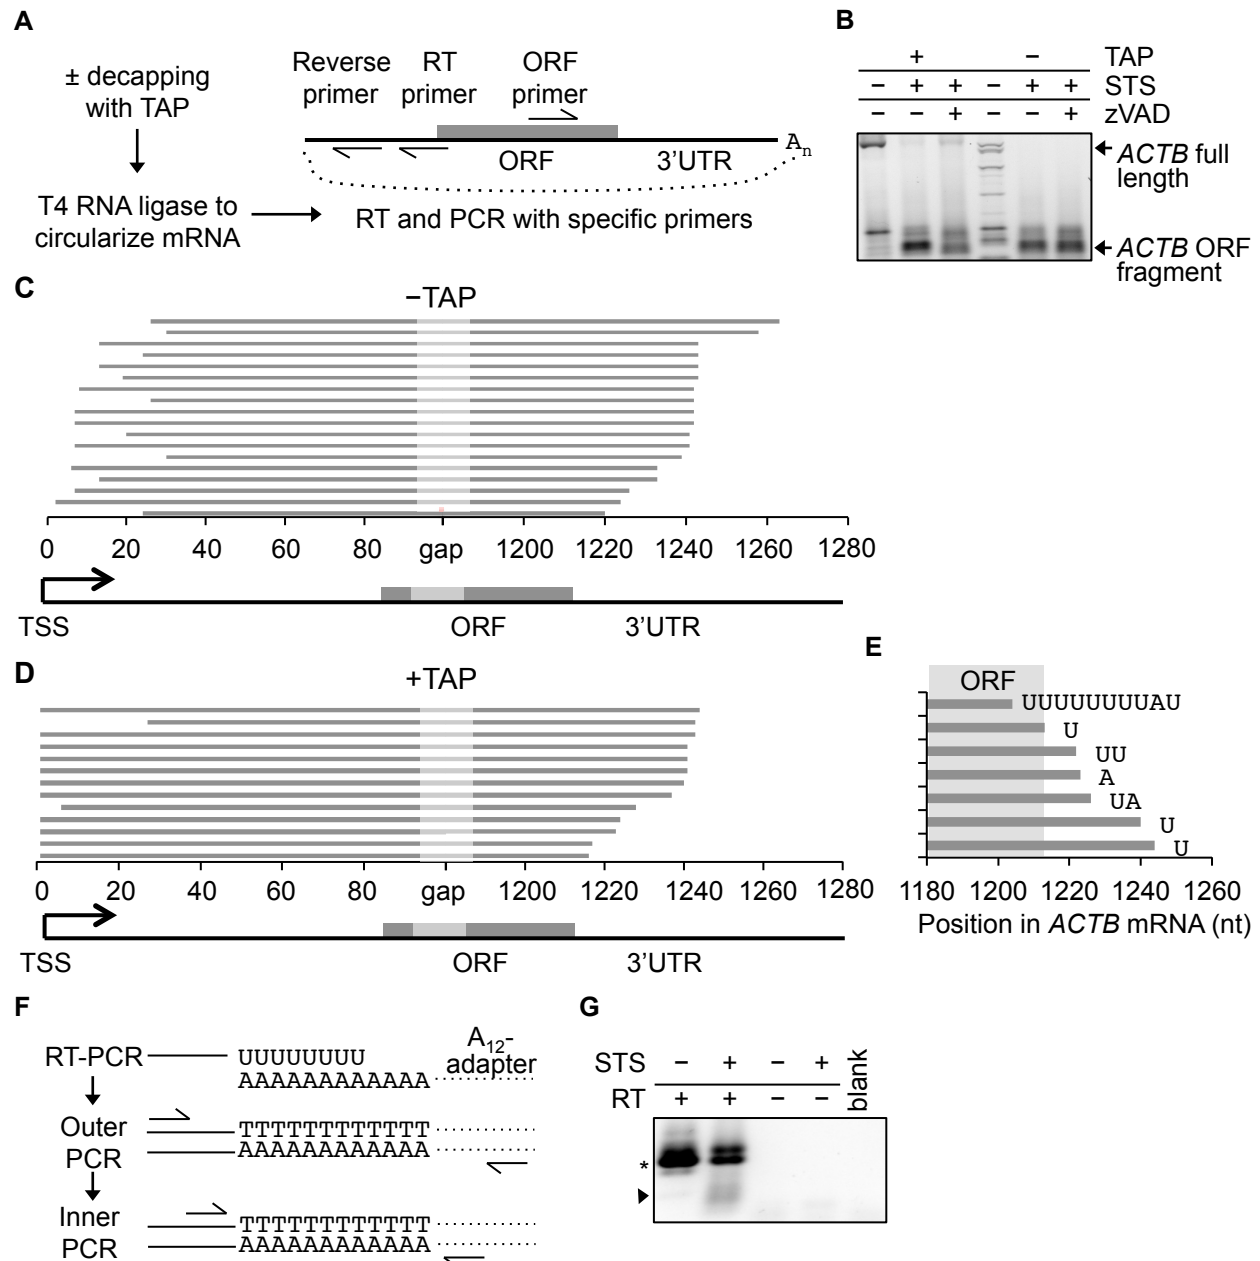 A
± decapping
with TAP
T4 RNA ligase to
circularize mRNA
Reverse
primer
RT
primer
ORF
primer
ORF
3'UTR
An
RT and PCR with specific primers
B
+ − TAP
− + + − + + STS
− − + − − + zVAD
ACTB full
length
ACTB ORF
fragment
C
−TAP
0 20 40 60 80 gap 1200 1220 1240 1260 1280
TSS
ORF
3'UTR
D
+TAP
0 20 40 60 80 gap 1200 1220 1240 1260 1280
TSS
ORF
3'UTR
E
ORF
UUUUUUUUAU
U
UU
A
UA
U
U
1180 1200 1220 1240 1260
Position in ACTB mRNA (nt)
F
RT-PCR
UUUUUUUU
A12-
adapter
AAAAAAAAAAAA
Outer
PCR
TTTTTTTTTTTT
AAAAAAAAAAAA
Inner
PCR
TTTTTTTTTTTT
AAAAAAAAAAAA
G
STS − + − +
RT + + − −
blank
*